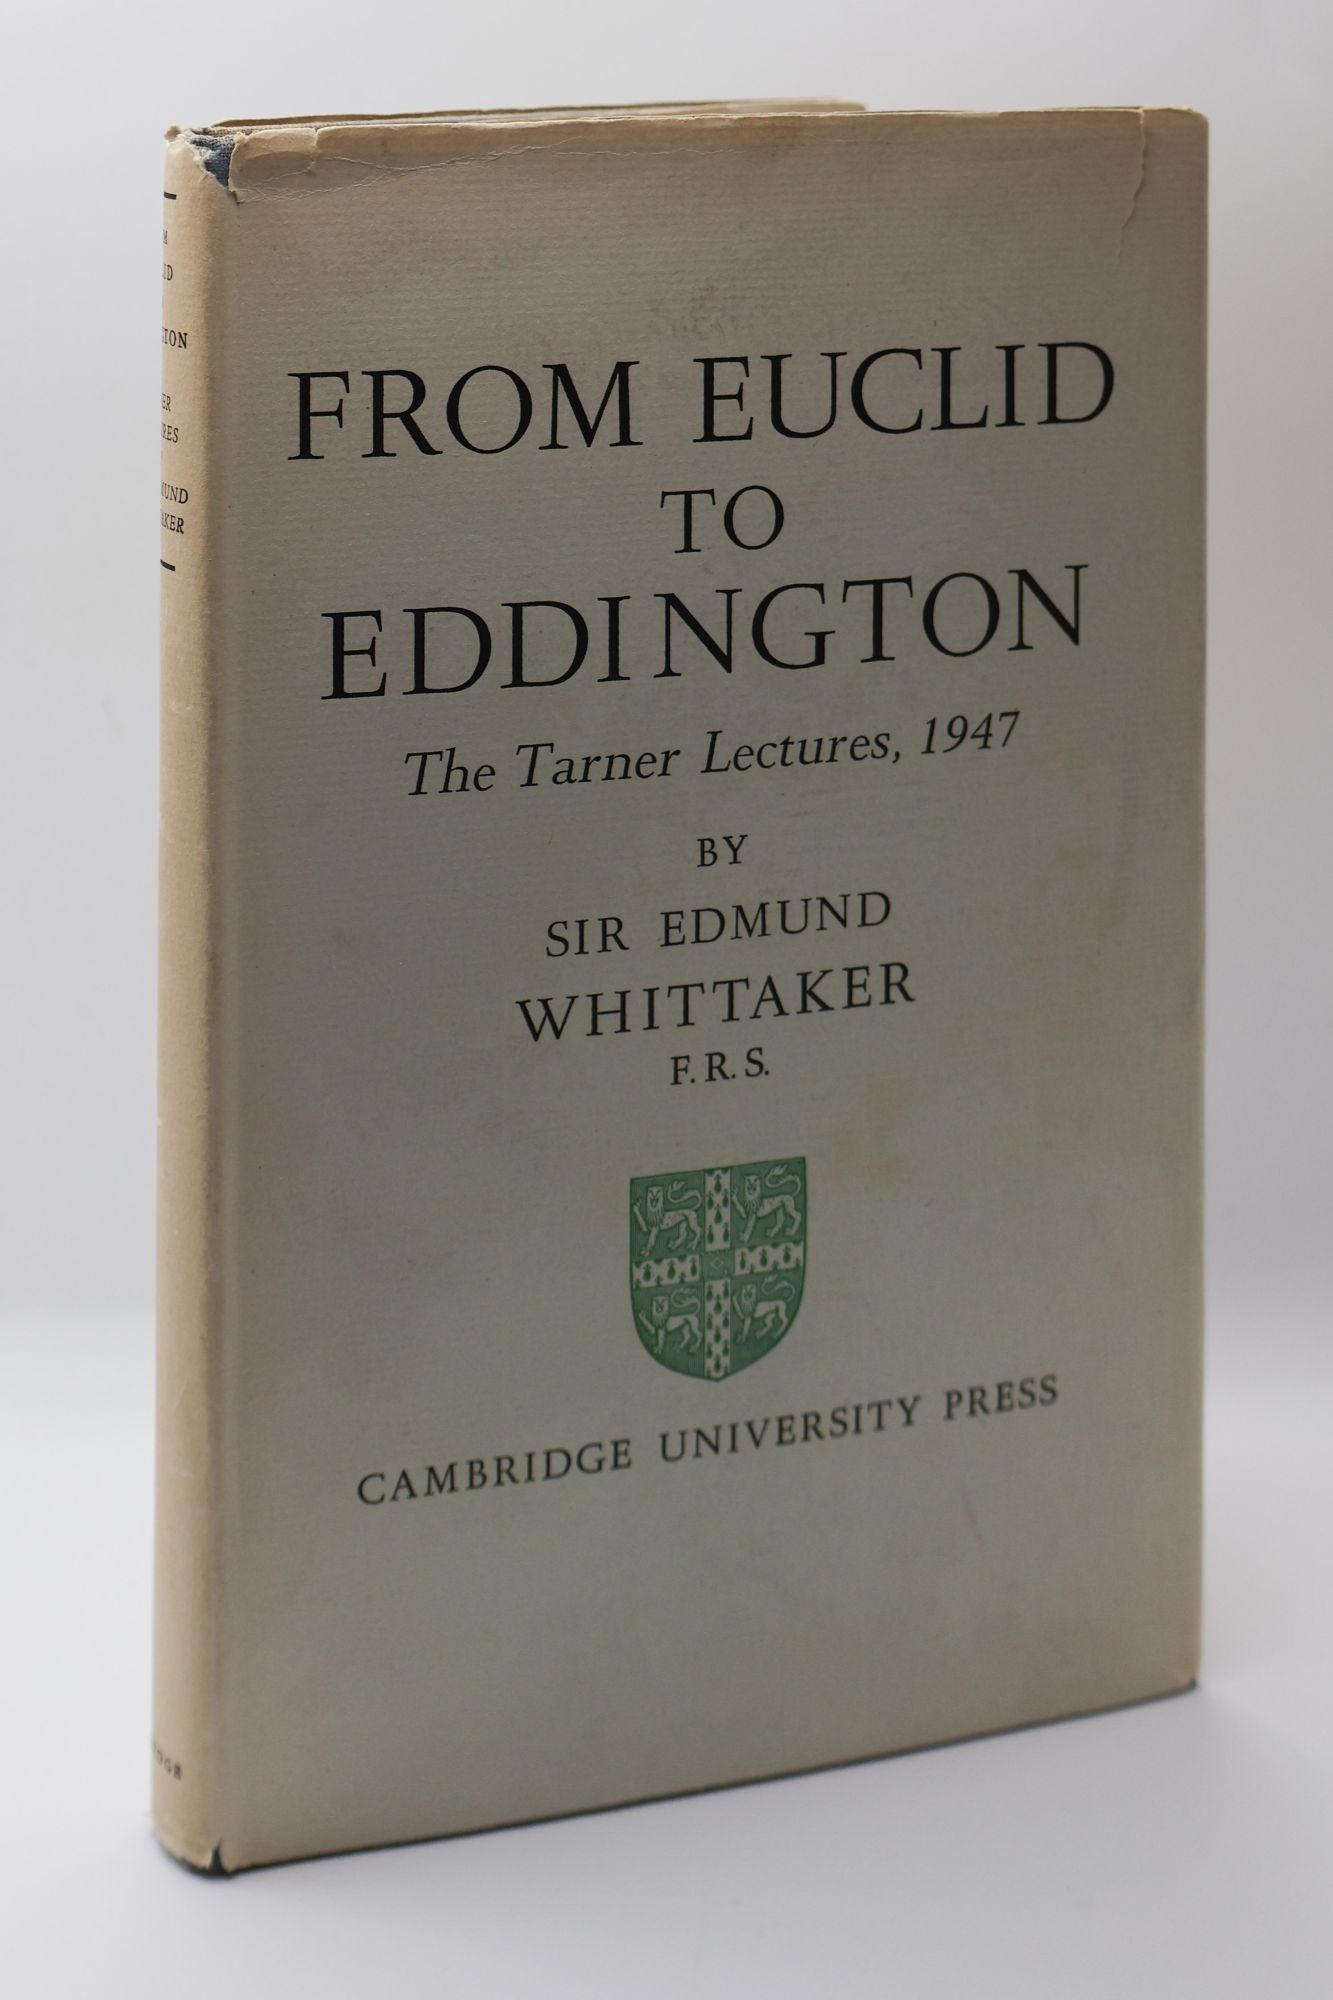 FROM EUCLID
TO
EDDINGTON
The Tarner Lectures, 1947
BY
SIR EDMUND
WHITTAKER
F.R.S.
CAMBRIDGE UNIVERSITY PRESS